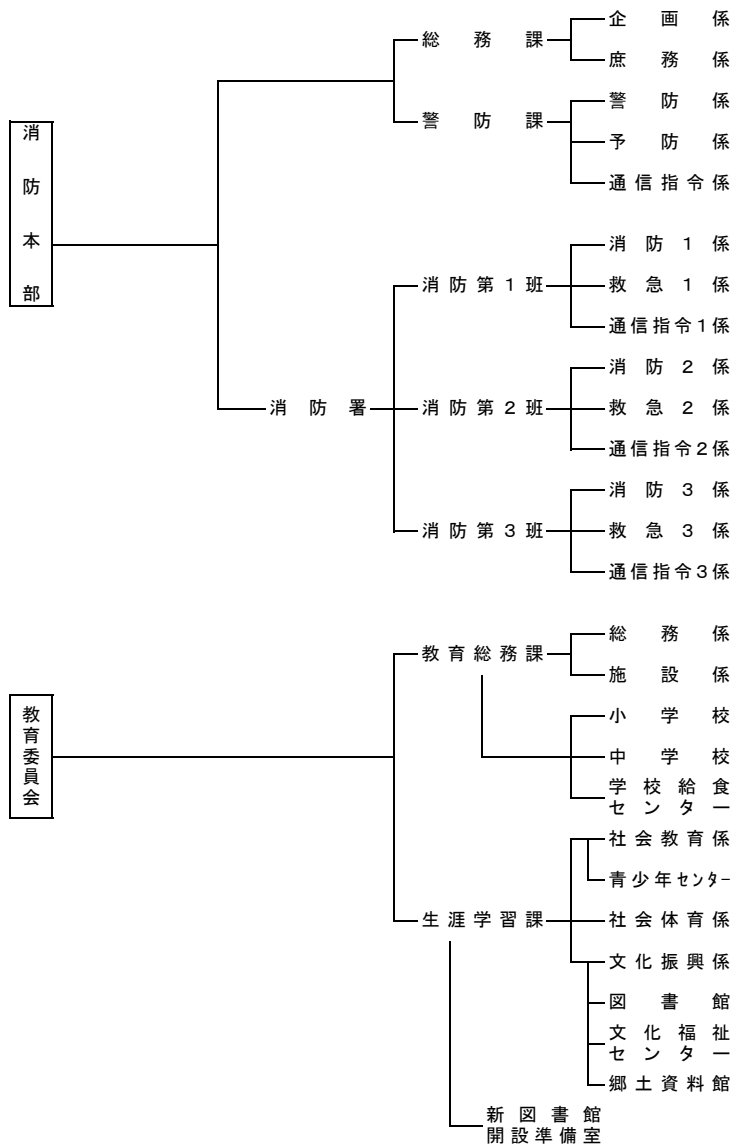 消防本部
総務課
企画係
庶務係
警防課
警防係
予防係
通信指令係
消防署
消防第１班
消防１係
救急１係
通信指令１係
消防第２班
消防２係
救急２係
通信指令２係
消防第３班
消防３係
救急３係
通信指令３係
教育委員会
教育総務課
総務係
施設係
小学校
中学校
学校給食
センター
生涯学習課
社会教育係
青少年センター
社会体育係
文化振興係
図書館
文化福祉
センター
郷土資料館
新図書館
開設準備室